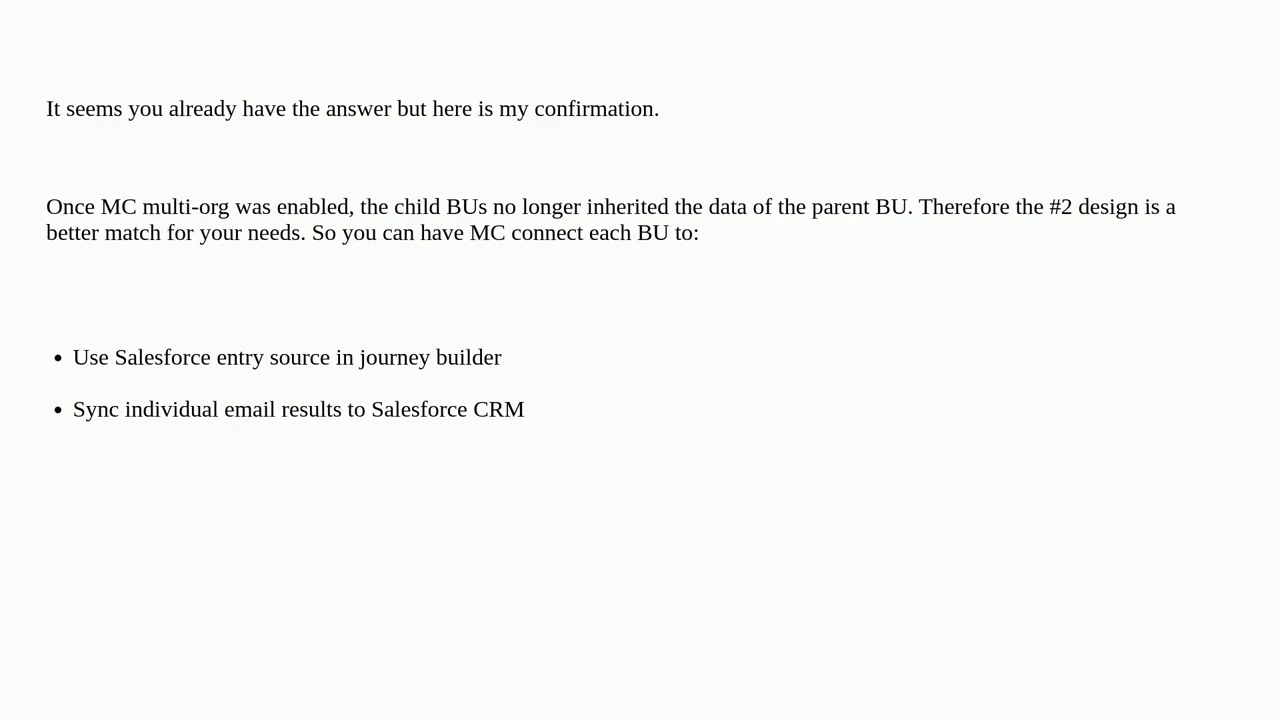 It seems you already have the answer but here is my confirmation.
Once MC multi-org was enabled, the child BUs no longer inherited the data of the parent BU. Therefore the #2 design is a
better match for your needs. So you can have MC connect each BU to:
• Use Salesforce entry source in journey builder
• Sync individual email results to Salesforce CRM